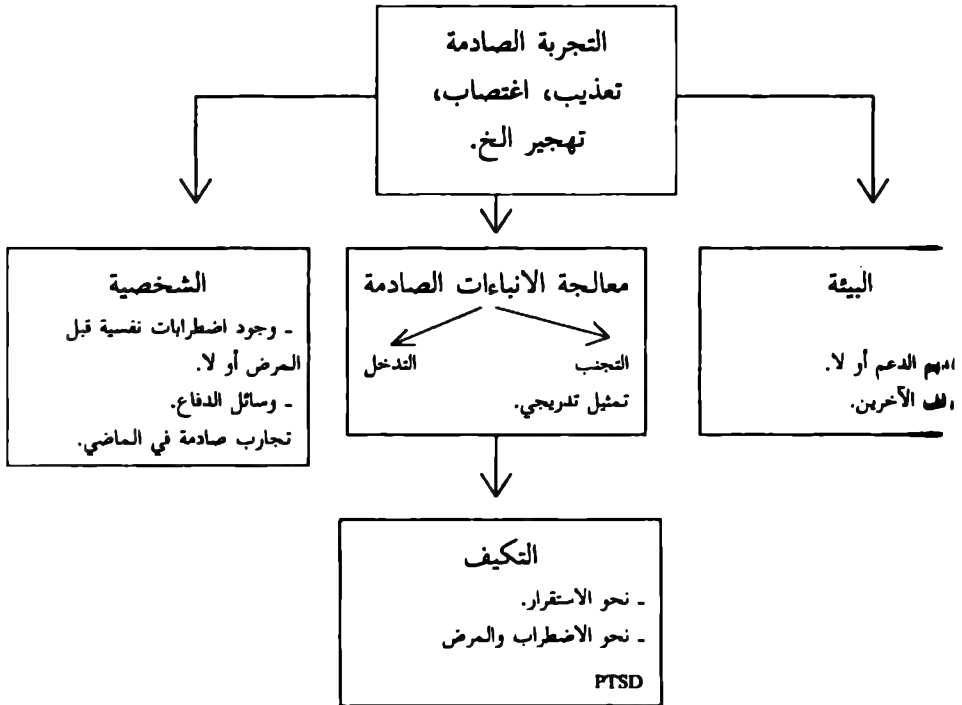 التجربة الصادمة
تعذيب، اغتصاب،
تهجير الخ.
الشخصية
ـ وجود اضطرابات نفسية قبل
المرض أو لا.
ـ وسائل الدفاع.
تجارب صادمة في الماضي.
معالجة الانباءات الصادمة
التجنب
التدخل
تمثيل تدريجي.
البيئة
الدعم أو لا.
الآخرين.
التكيف
ـ نحو الاستقرار.
ـ نحو الاضطراب والمرض
PTSD